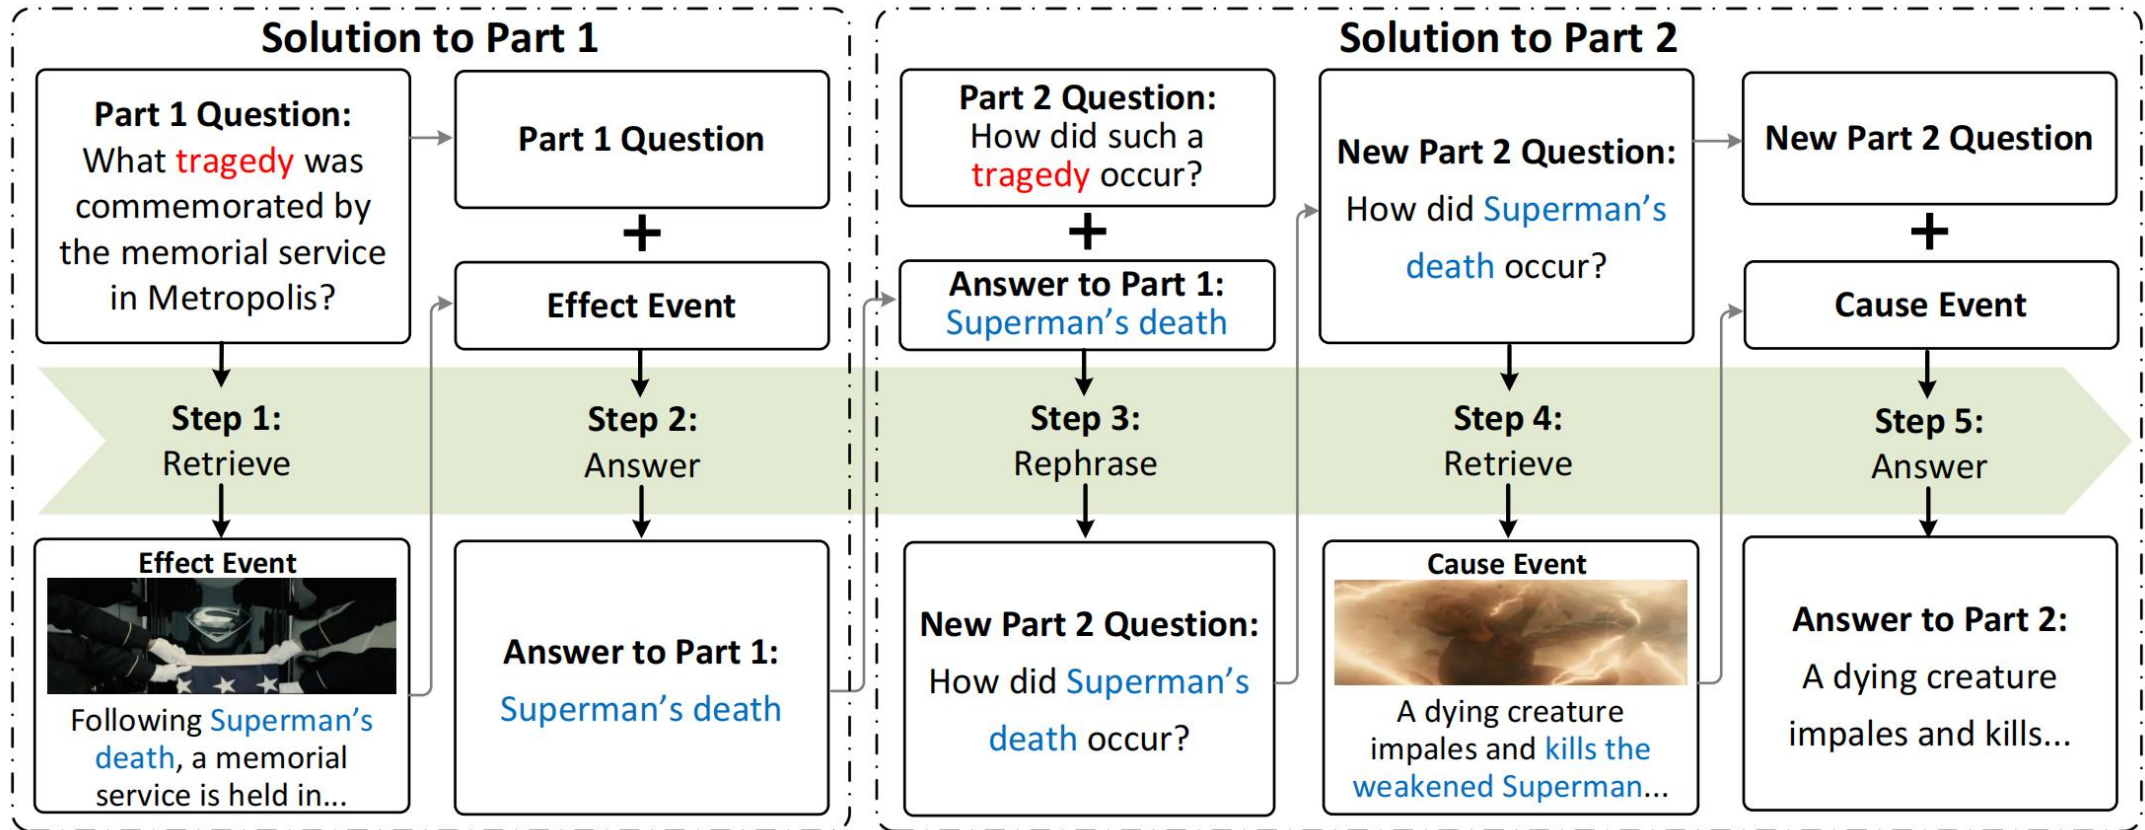 Solution to Part 1
Part 1 Question:
What tragedy was
commemorated by
the memorial service
in Metropolis?
Part 1 Question
+
Effect Event
Step 1:
Retrieve
Step 2:
Answer
Effect Event
Following Superman’s
death, a memorial
service is held in...
Answer to Part 1:
Superman’s death
Solution to Part 2
Part 2 Question:
How did such a
tragedy occur?
+
Answer to Part 1:
Superman’s death
New Part 2 Question:
How did Superman’s
death occur?
New Part 2 Question
+
Cause Event
Step 3:
Rephrase
Step 4:
Retrieve
Step 5:
Answer
New Part 2 Question:
How did Superman’s
death occur?
Cause Event
A dying creature
impales and kills the
weakened Superman...
Answer to Part 2:
A dying creature
impales and kills...